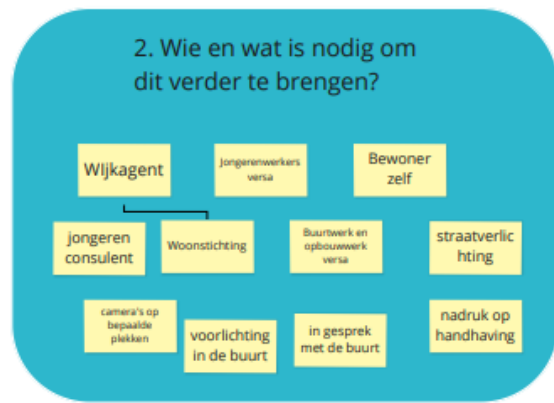 2. Wie en wat is nodig om
dit verder te brengen?
WIjkagent
Jongerenwerkers
versa
Bewoner
zelf
jongeren
consulent
Woonstichting
Buurtwerk en
opbouwwerk
versa
straatverlic
hting
camera's op
bepaalde
plekken
voorlichting
in de buurt
in gesprek
met de buurt
nadruk op
handhaving